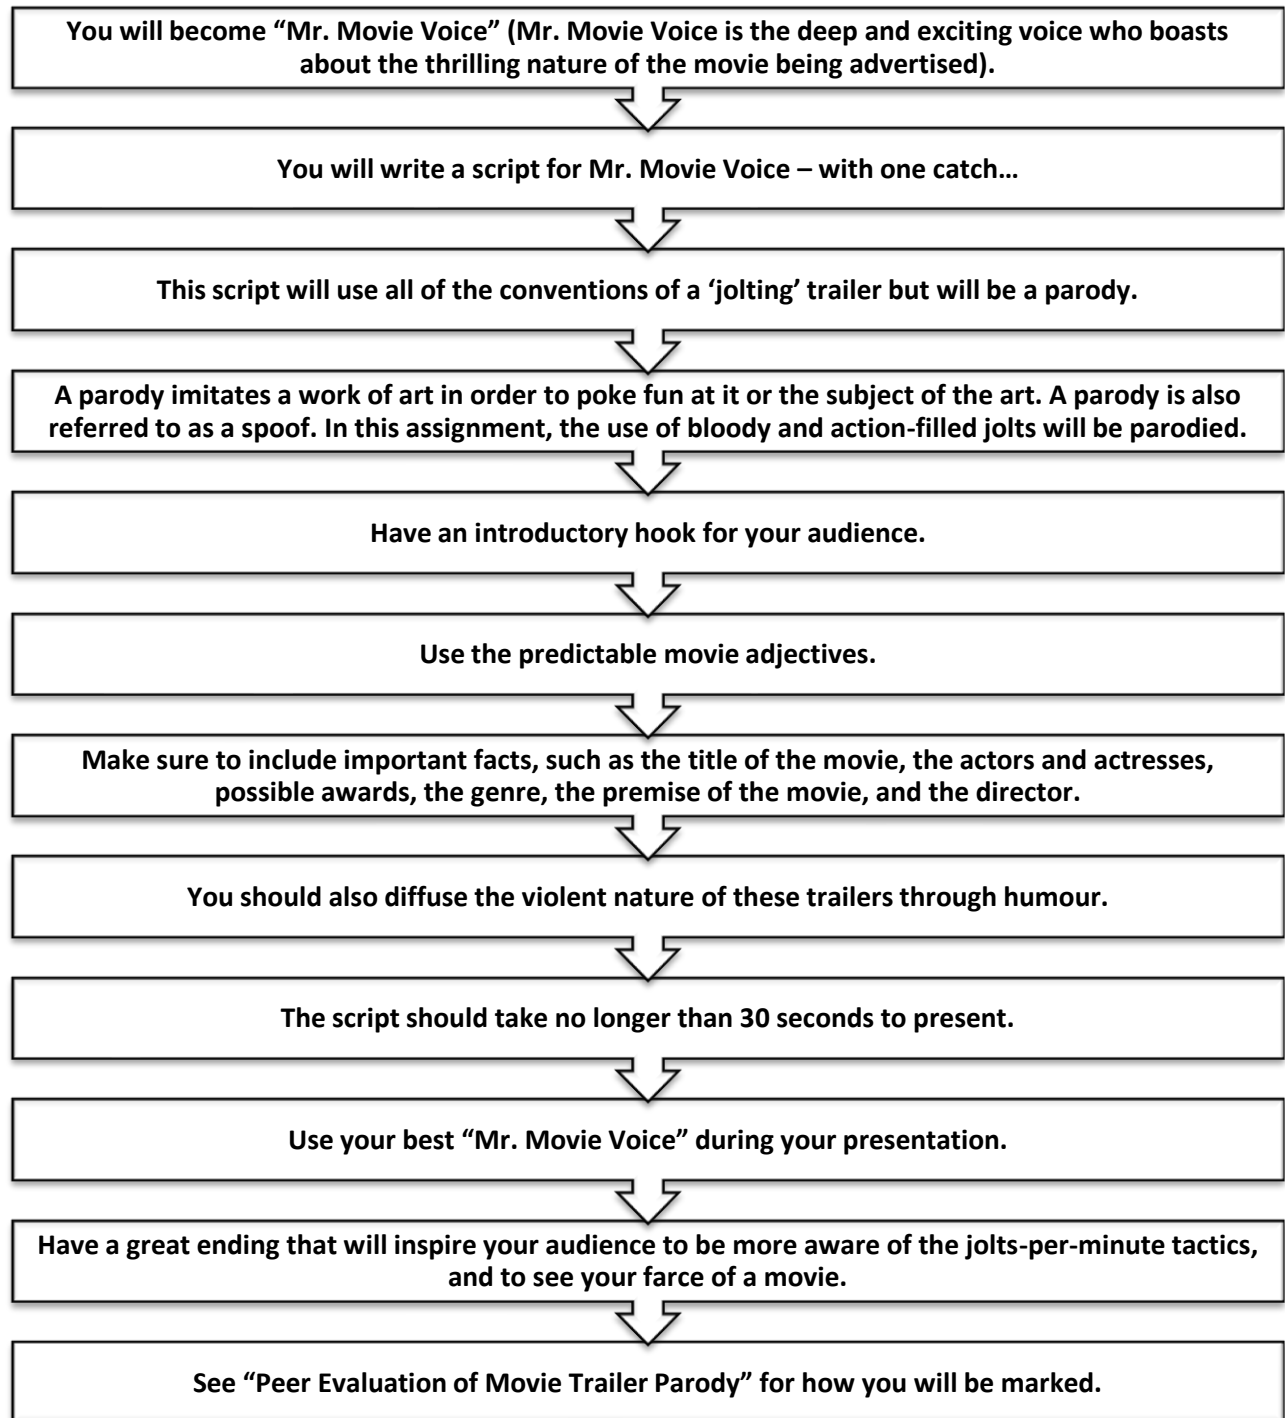 You will become “Mr. Movie Voice” (Mr. Movie Voice is the deep and exciting voice who boasts
about the thrilling nature of the movie being advertised).
You will write a script for Mr. Movie Voice – with one catch…
This script will use all of the conventions of a ‘jolting’ trailer but will be a parody.
A parody imitates a work of art in order to poke fun at it or the subject of the art. A parody is also
referred to as a spoof. In this assignment, the use of bloody and action-filled jolts will be parodied.
Have an introductory hook for your audience.
Use the predictable movie adjectives.
Make sure to include important facts, such as the title of the movie, the actors and actresses,
possible awards, the genre, the premise of the movie, and the director.
You should also diffuse the violent nature of these trailers through humour.
The script should take no longer than 30 seconds to present.
Use your best “Mr. Movie Voice” during your presentation.
Have a great ending that will inspire your audience to be more aware of the jolts-per-minute tactics,
and to see your farce of a movie.
See “Peer Evaluation of Movie Trailer Parody” for how you will be marked.